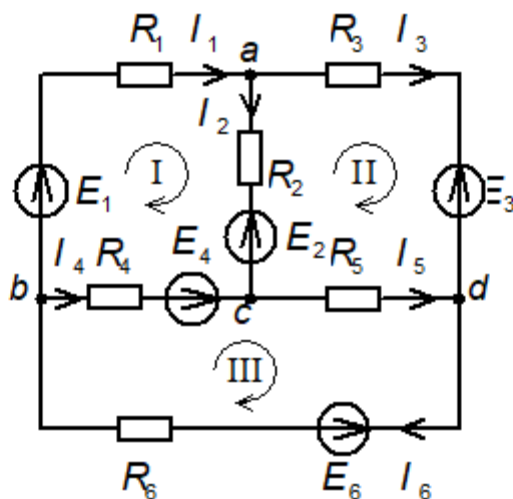 R1 I1 a R3 I3
I2
I R2 II
E1 E3
I4 R4 E4 E2 R5 I5
b c d
III
R6 E6 I6